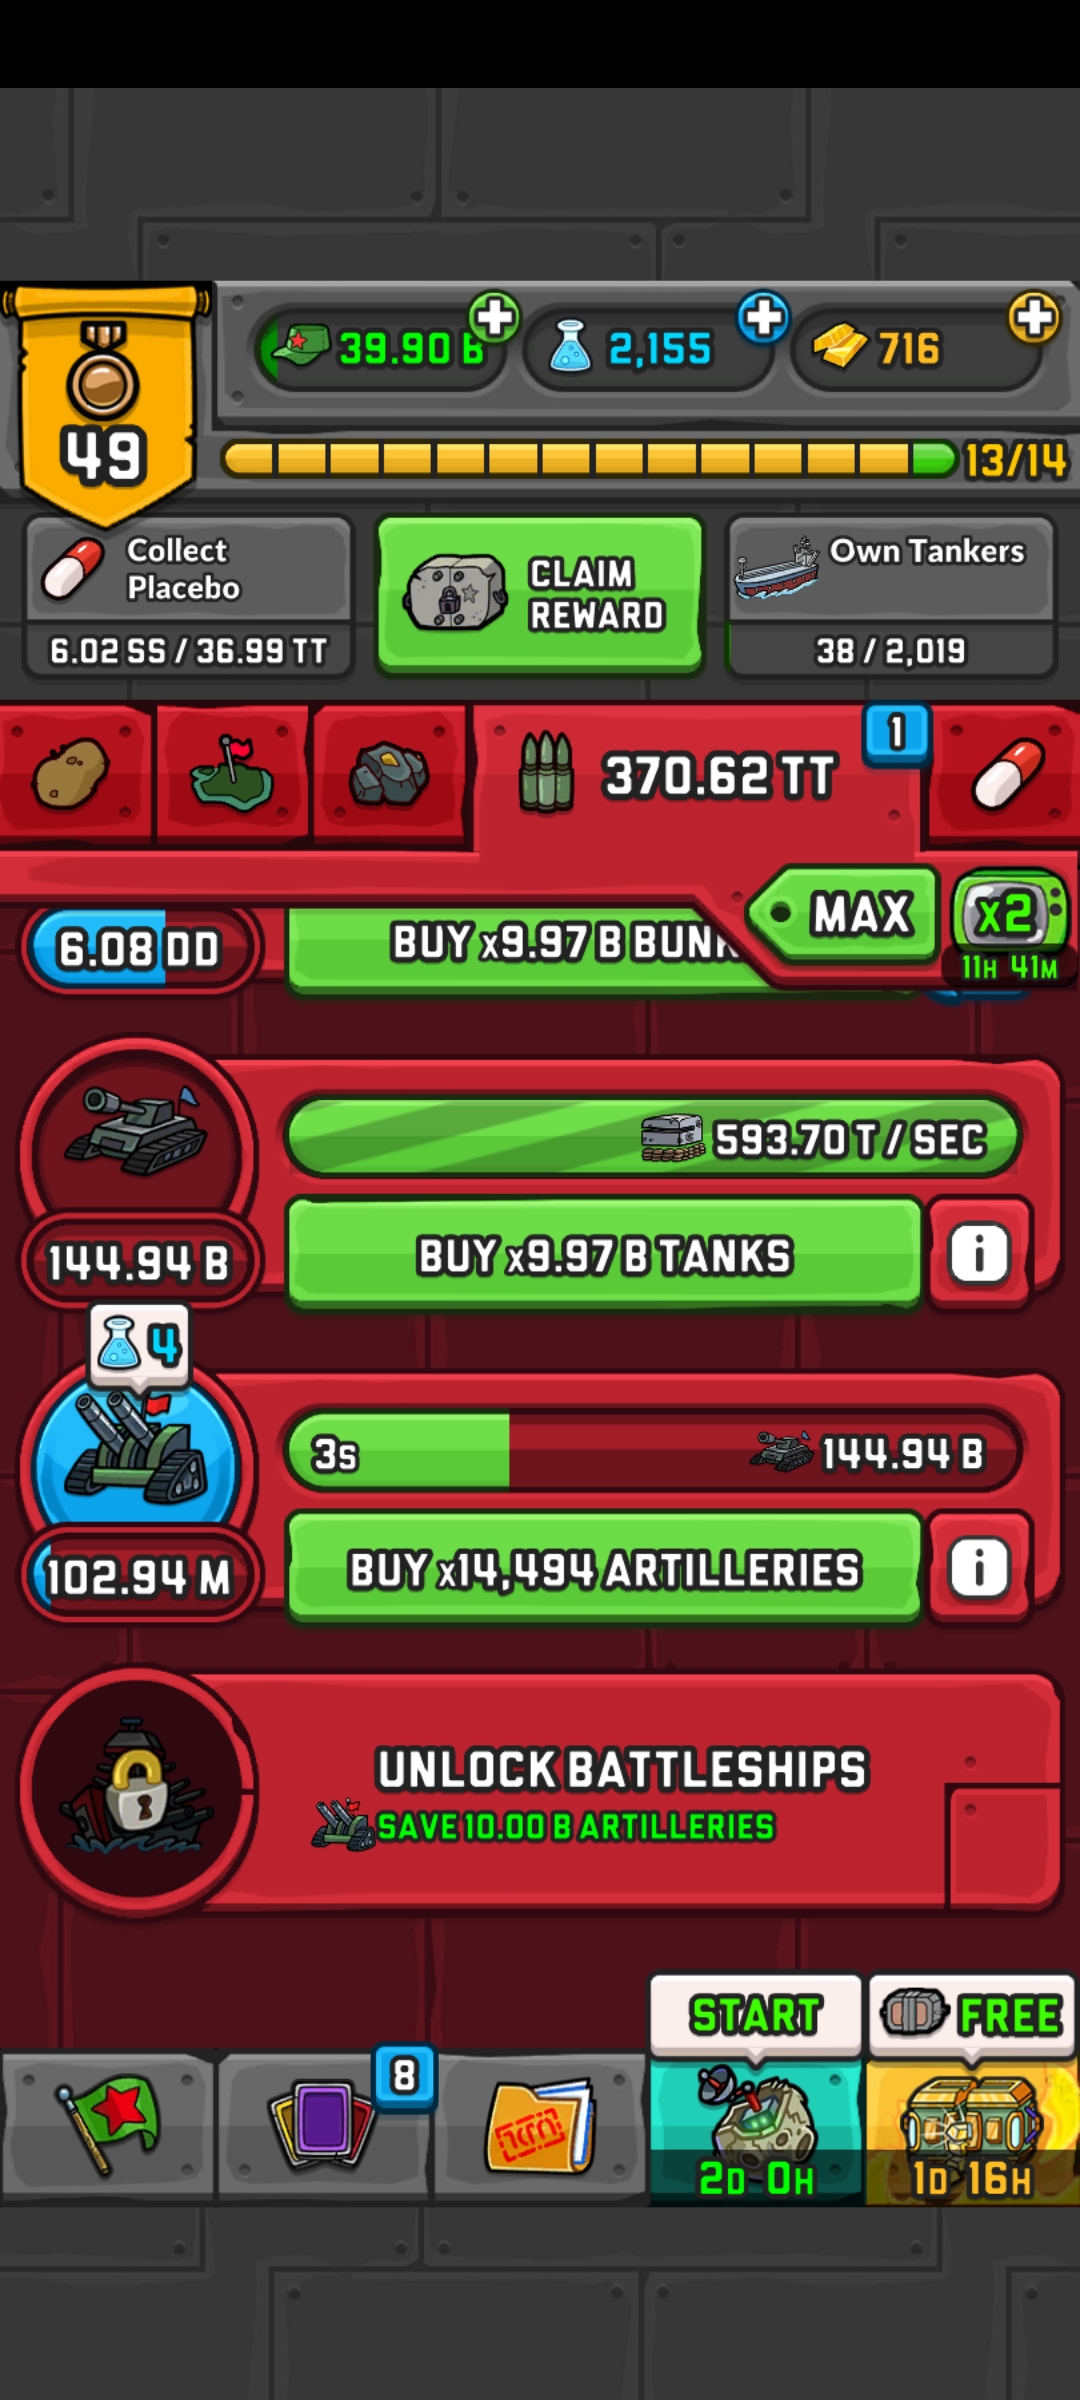 39.90 B
2,155
716
49
13/14
Collect
Placebo
6.02 SS / 36.99 TT
CLAIM
REWARD
Own Tankers
38 / 2,019
370.62 TT
1
MAX
x2
11H 41M
6.08 DD
BUY x9.97 B BUNK
593.70 T / SEC
144.94 B
BUY x9.97 B TANKS
i
4
3s
144.94 B
102.94 M
BUY x14,494 ARTILLERIES
i
UNLOCK BATTLESHIPS
SAVE 10.00 B ARTILLERIES
START
FREE
8
2D 0H
1D 16H